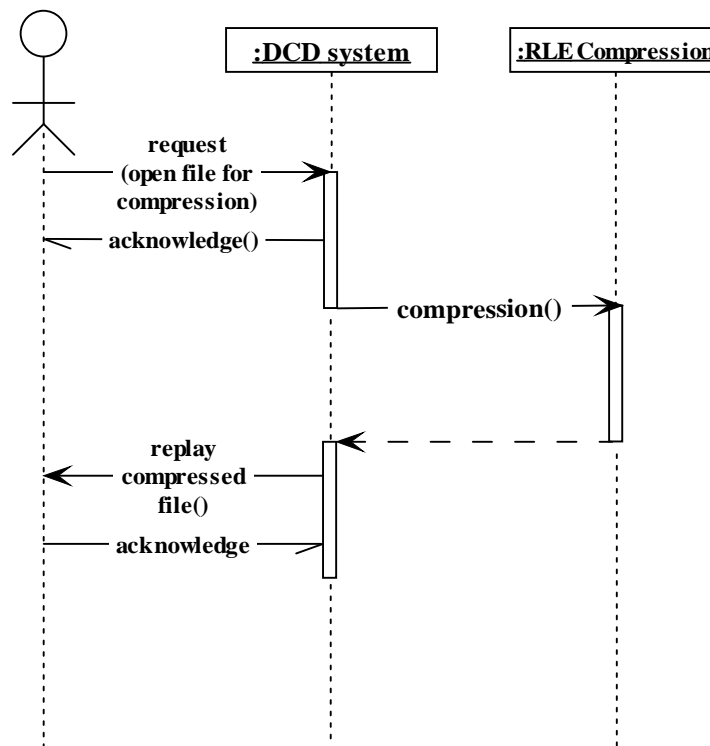 :DCD system
:RLE Compression
request
(open file for
compression)
acknowledge()
compression()
replay
compressed
file()
acknowledge